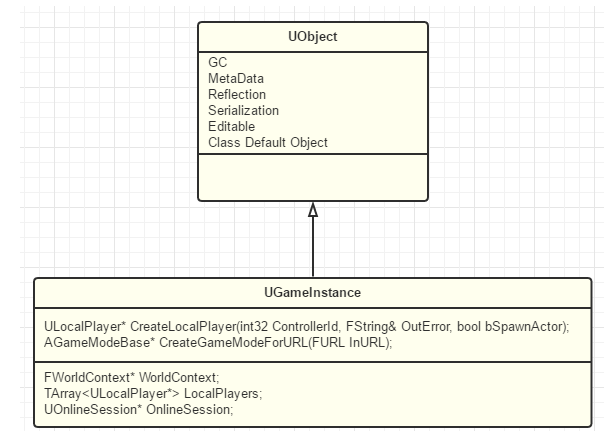 UObject
GC
MetaData
Reflection
Serialization
Editable
Class Default Object
UGameInstance
ULocalPlayer* CreateLocalPlayer(int32 ControllerId, FString& OutError, bool bSpawnActor);
AGameModeBase* CreateGameModeForURL(FURL InURL);
FWorldContext* WorldContext;
TArray<ULocalPlayer*> LocalPlayers;
UOnlineSession* OnlineSession;